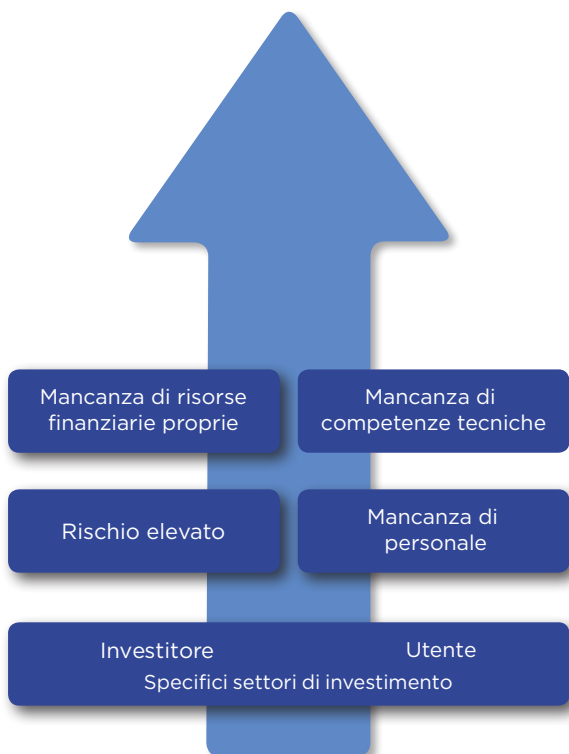 Mancanza di risorse
finanziarie proprie
Mancanza di
competenze tecniche
Rischio elevato
Mancanza di
personale
Investitore
Utente
Specifici settori di investimento